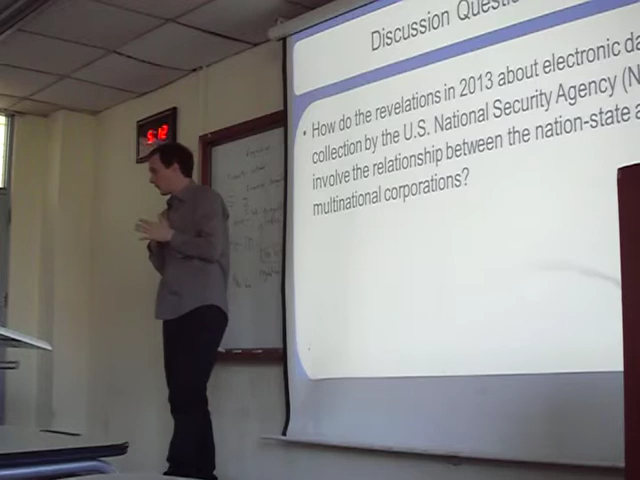 Discussion Questio
• How do the revelations in 2013 about electronic da
collection by the U.S. National Security Agency (N
involve the relationship between the nation-state a
multinational corporations?
5:12